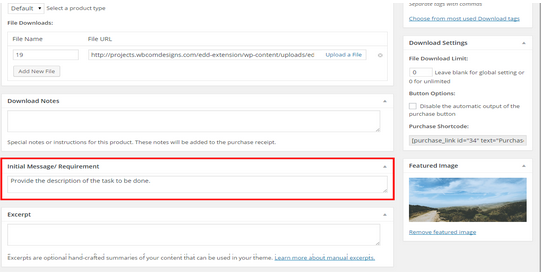 Default Select a product type
File Downloads:
File Name File URL
19 http://projects.wbcomdesigns.com/edd-extension/wp-content/uploads/ec Upload a File
Add New File
Download Notes
Special notes or instructions for this product. These notes will be added to the purchase receipt.
Initial Message/ Requirement
Provide the description of the task to be done.
Excerpt
Excerpts are optional hand-crafted summaries of your content that can be used in your theme. Learn more about manual excerpts.
Separate tags with commas
Choose from most used Download tags
Download Settings
File Download Limit:
0 Leave blank for global setting or
0 for unlimited
Button Options:
Disable the automatic output of the
purchase button
Purchase Shortcode:
[purchase_link id="34" text="Purchas
Featured Image
Remove featured image